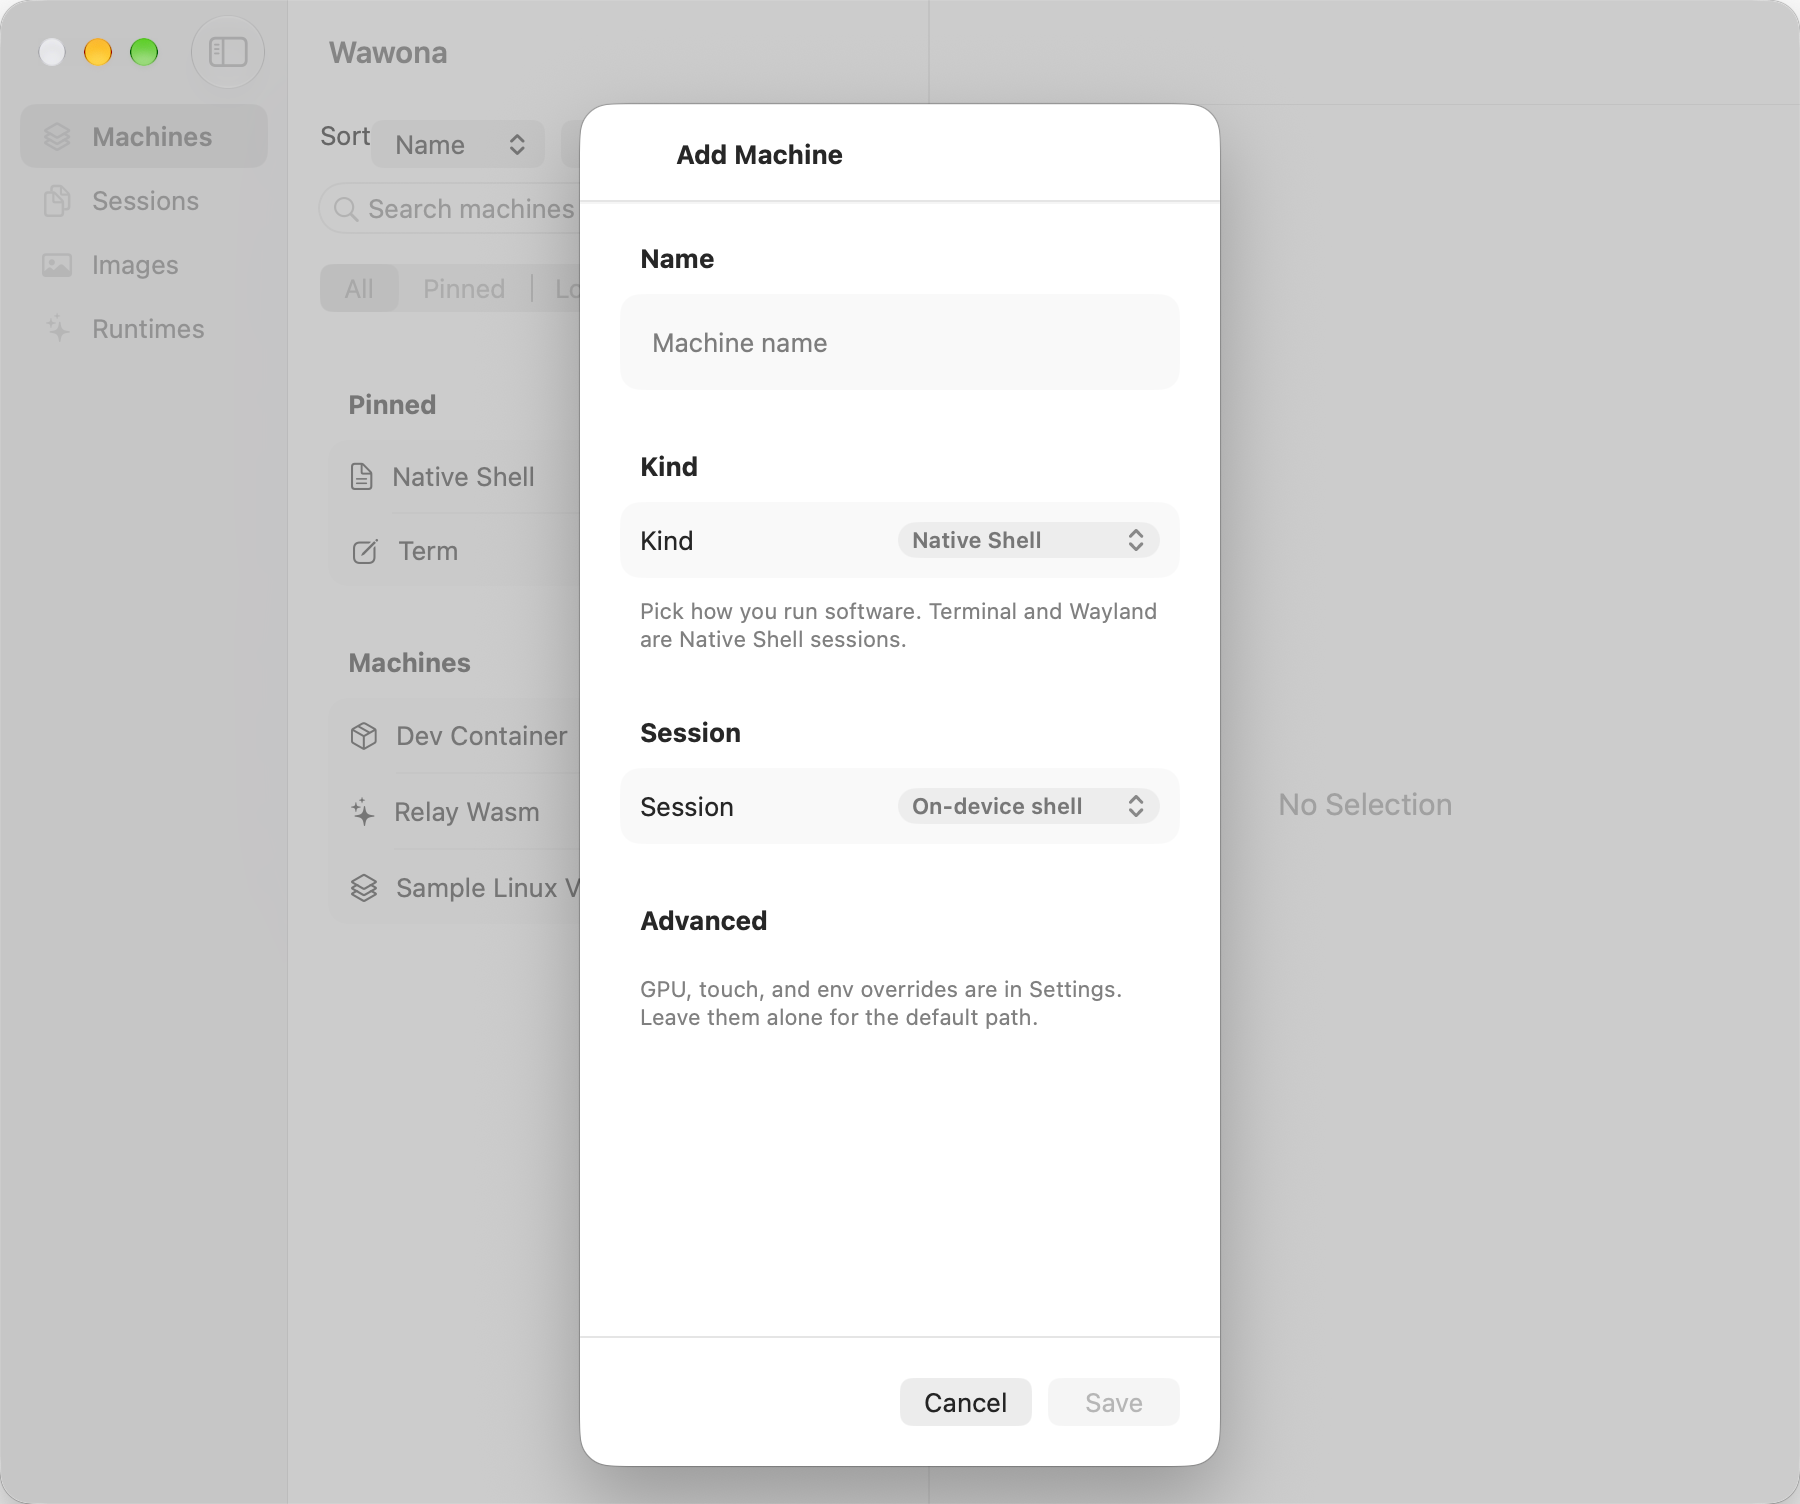 Wawona
Machines
Sessions
Images
Runtimes
Sort
Name
Search machines
All
Pinned
Pinned
Native Shell
Term
Machines
Dev Container
Relay Wasm
Sample Linux
No Selection
Add Machine
Name
Machine name
Kind
Kind
Native Shell
Pick how you run software. Terminal and Wayland
are Native Shell sessions.
Session
Session
On-device shell
Advanced
GPU, touch, and env overrides are in Settings.
Leave them alone for the default path.
Cancel
Save